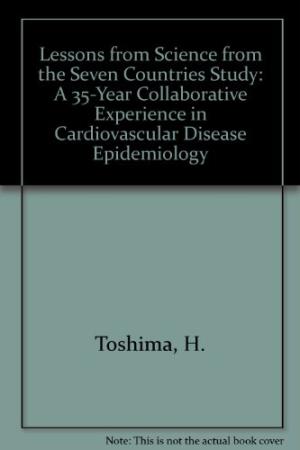 Lessons from Science from
the Seven Countries Study:
A 35-Year Collaborative
Experience in
Cardiovascular Disease
Epidemiology
Toshima, H.
Note: This is not the actual book cover